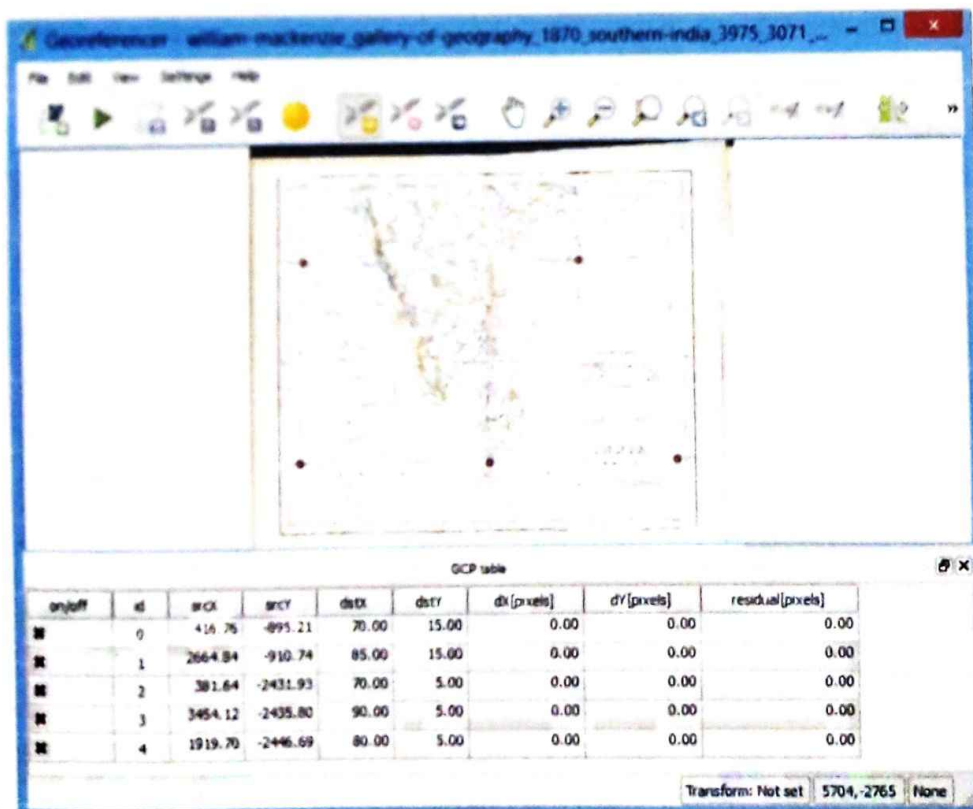 Georeferencer - william-mackenzie_gallery-of-geography_1870_southern-india_3975_3071_...
File Edit View Settings Help
GCP table
on/off id srcX srcY dstX dstY dX[pixels] dY[pixels] residual[pixels]
0 416.76 -895.21 70.00 15.00 0.00 0.00 0.00
1 2664.84 -910.74 85.00 15.00 0.00 0.00 0.00
2 381.64 -2431.93 70.00 5.00 0.00 0.00 0.00
3 3454.12 -2435.80 90.00 5.00 0.00 0.00 0.00
4 1919.70 -2446.69 80.00 5.00 0.00 0.00 0.00
Transform: Not set 5704,-2765 None